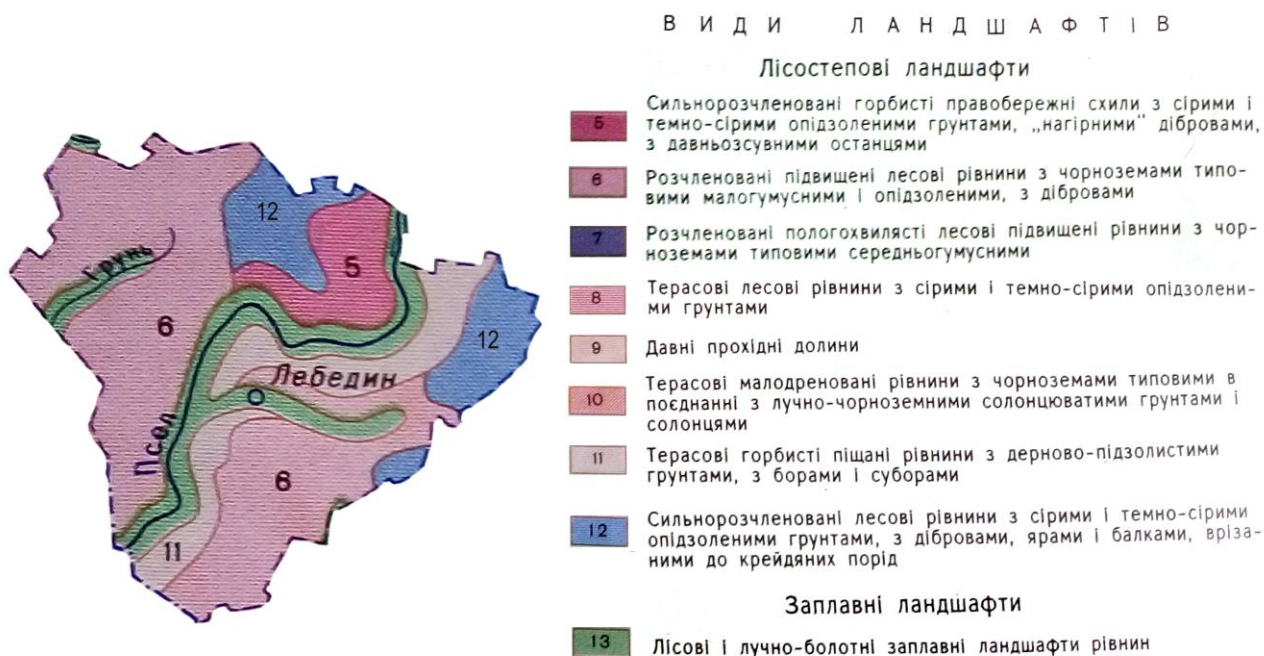 ВИДИ ЛАНДШАФТІВ
Лісостепові ландшафти
5 Сильнорозчленовані горбисті правобережні схили з сірими і
темно-сірими опідзоленими грунтами, „нагірними" дібровами,
з давньозсувними останцями
6 Розчленовані підвищені лесові рівнини з чорноземами типо-
вими малогумусними і опідзоленими, з дібровами
7 Розчленовані пологохвилясті лесові підвищені рівнини з чор-
ноземами типовими середньогумусними
8 Терасові лесові рівнини з сірими і темно-сірими опідзолени-
ми грунтами
9 Давні прохідні долини
10 Терасові малодреновані рівнини з чорноземами типовими в
поєднанні з лучно-чорноземними солонцюватими грунтами і
солонцями
11 Терасові горбисті піщані рівнини з дерново-підзолистими
грунтами, з борами і суборами
12 Сильнорозчленовані лесові рівнини з сірими і темно-сірими
опідзоленими грунтами, з дібровами, ярами і балками, вріза-
ними до крейдяних порід
Заплавні ландшафти
13 Лісові і лучно-болотні заплавні ландшафти рівнин
12
Грунь
5
6
12
Лебедин
Псел
6
11